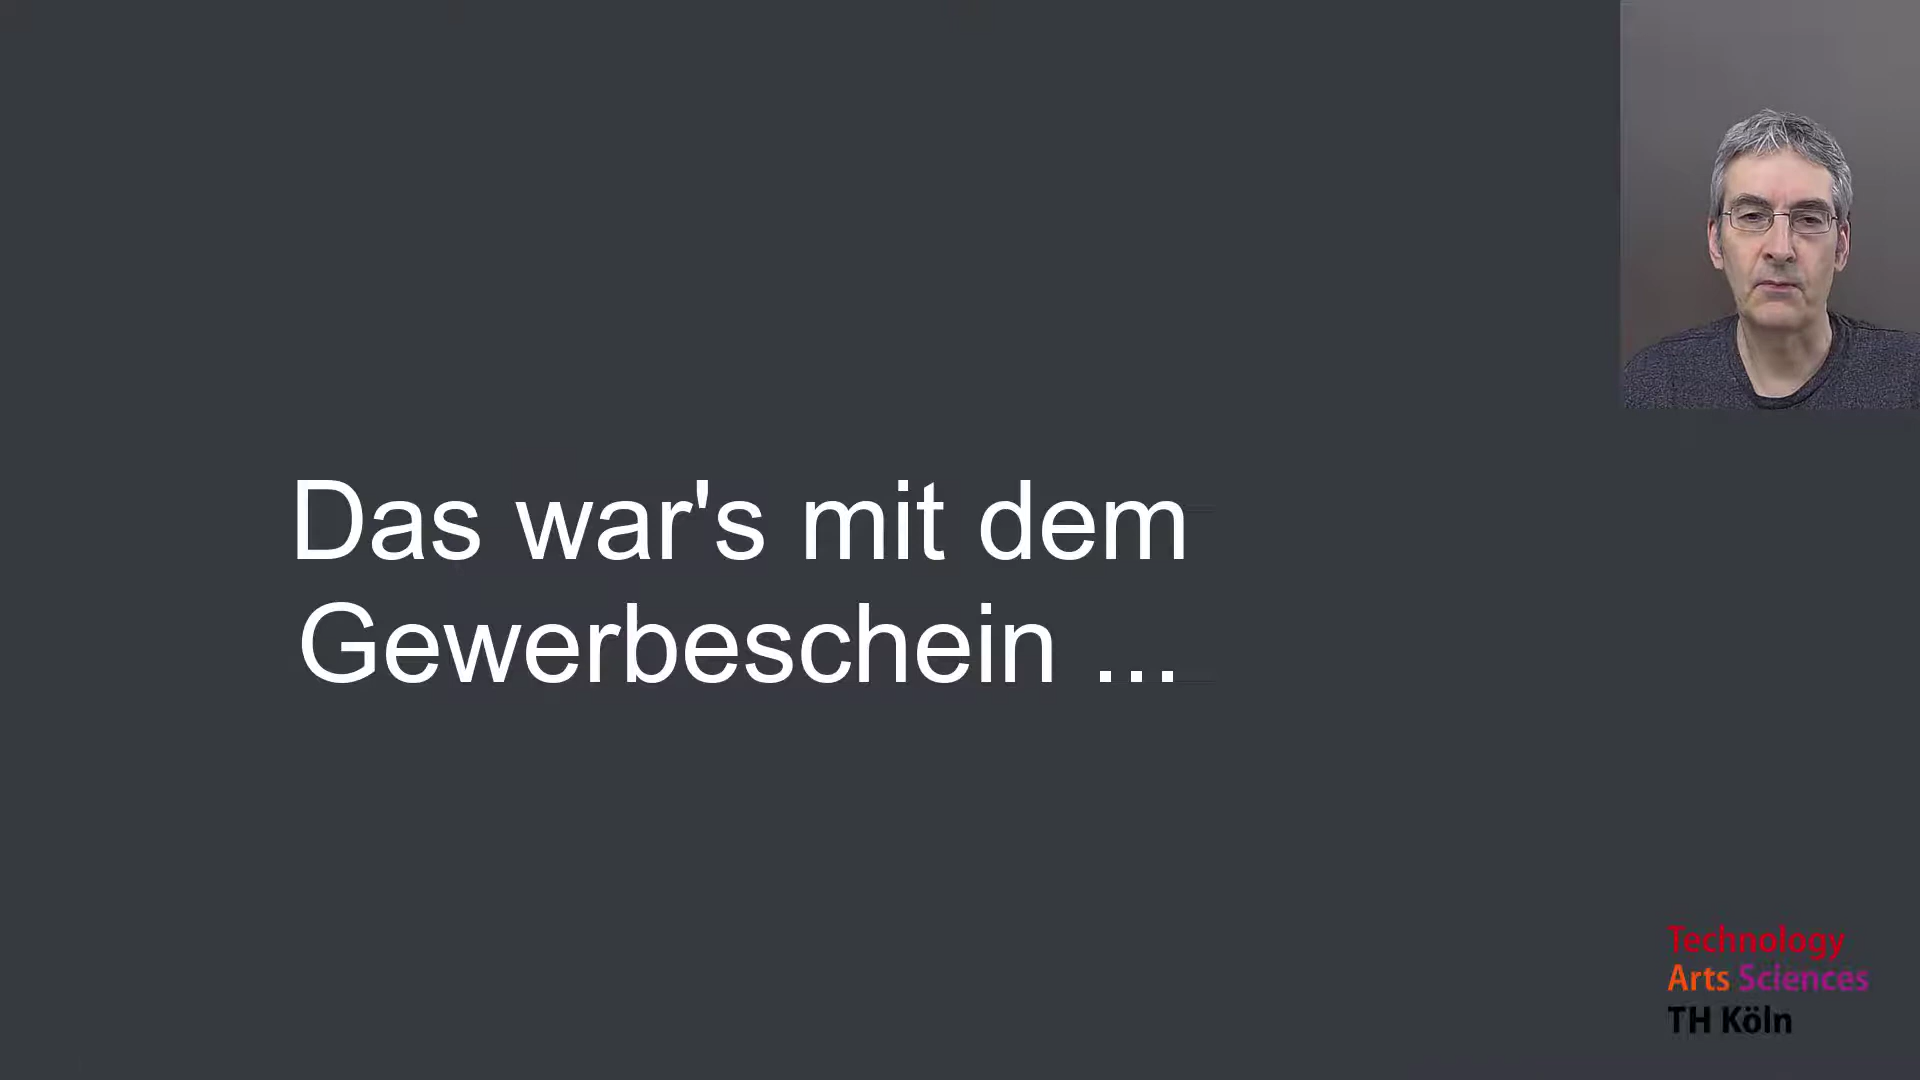 Das war's mit dem
Gewerbeschein ...
Technology
Arts Sciences
TH Köln